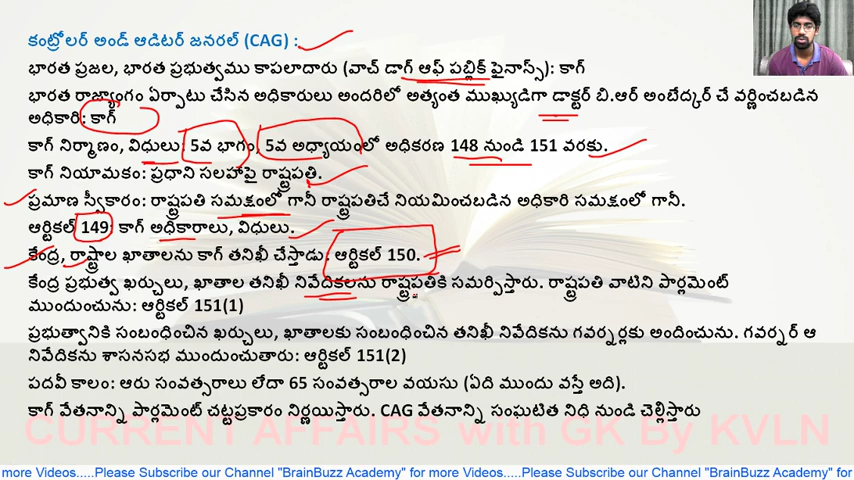 కంట్రోలర్ అండ్ ఆడిటర్ జనరల్ (CAG) :
భారత ప్రజల, భారత ప్రభుత్వము కాపలాదారు (వాచ్ డాగ్ ఆఫ్ పబ్లిక్ ఫైనాన్స్): కాగ్
భారత రాజ్యాంగం ఏర్పాటు చేసిన అధికారులు అందరిలో అత్యంత ముఖ్యుడిగా డాక్టర్ బి.ఆర్ అంబేద్కర్ చే వర్ణించబడిన
అధికారి: కాగ్
కాగ్ నిర్మాణం, విధులు: 5వ భాగం, 5వ అధ్యాయంలో అధికరణ 148 నుండి 151 వరకు.
కాగ్ నియామకం: ప్రధాని సలహాపై రాష్ట్రపతి.
ప్రమాణ స్వీకారం: రాష్ట్రపతి సమక్షంలో గానీ రాష్ట్రపతిచే నియమించబడిన అధికారి సమక్షంలో గానీ.
ఆర్టికల్ 149: కాగ్ అధికారాలు, విధులు.
కేంద్ర, రాష్ట్రాల ఖాతాలను కాగ్ తనిఖీ చేస్తాడు: ఆర్టికల్ 150.
కేంద్ర ప్రభుత్వ ఖర్చులు, ఖాతాల తనిఖీ నివేదికలను రాష్ట్రపతికి సమర్పిస్తారు. రాష్ట్రపతి వాటిని పార్లమెంట్
ముందుంచును: ఆర్టికల్ 151(1)
ప్రభుత్వానికి సంబంధించిన ఖర్చులు, ఖాతాలకు సంబంధించిన తనిఖీ నివేదికను గవర్నర్లకు అందించును. గవర్నర్ ఆ
నివేదికను శాసనసభ ముందుంచుతారు: ఆర్టికల్ 151(2)
పదవీ కాలం: ఆరు సంవత్సరాలు లేదా 65 సంవత్సరాల వయసు (ఏది ముందు వస్తే అది).
కాగ్ వేతనాన్ని పార్లమెంట్ చట్టప్రకారం నిర్ణయిస్తారు. CAG వేతనాన్ని సంఘటిత నిధి నుండి చెల్లిస్తారు
CURRENT AFFAIRS with GK By KVLN
more Videos.....Please Subscribe our Channel "BrainBuzz Academy" for more Videos.....Please Subscribe our Channel "BrainBuzz Academy" for